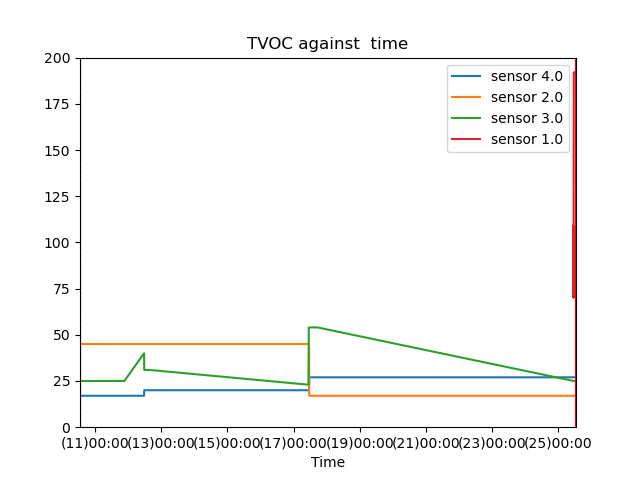 TVOC against  time
sensor 4.0
sensor 2.0
sensor 3.0
sensor 1.0
200
175
150
125
100
75
50
25
0
(11)00:00 (13)00:00 (15)00:00 (17)00:00 (19)00:00 (21)00:00 (23)00:00 (25)00:00
Time